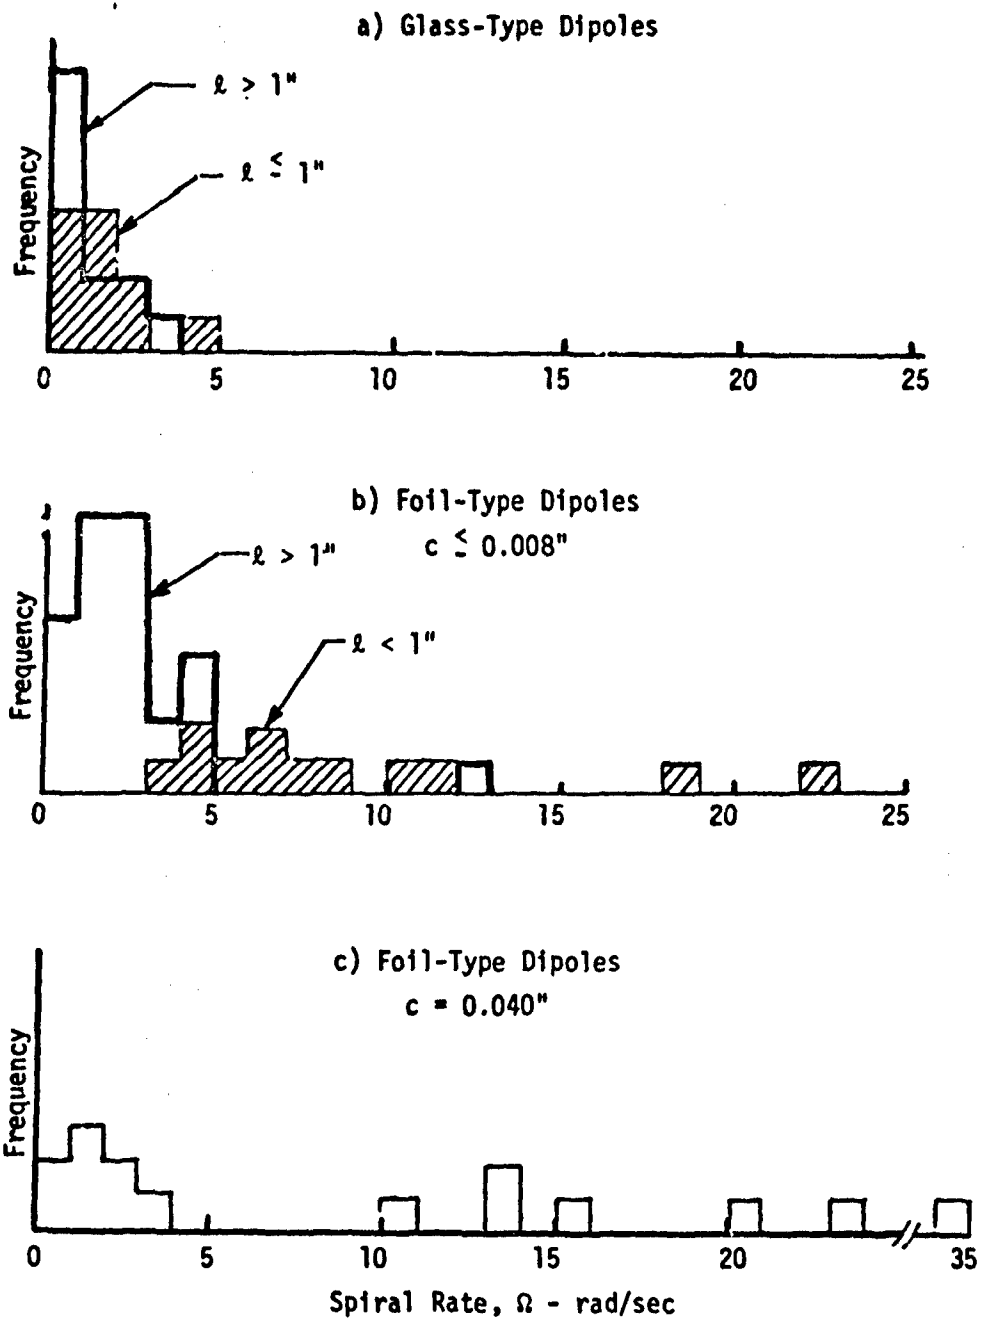 a) Glass-Type Dipoles
ℓ > 1"
ℓ ≤ 1"
Frequency
0 5 10 15 20 25
b) Foil-Type Dipoles
c ≤ 0.008"
ℓ > 1"
ℓ < 1"
Frequency
0 5 10 15 20 25
c) Foil-Type Dipoles
c = 0.040"
Frequency
0 5 10 15 20 35
Spiral Rate, Ω - rad/sec